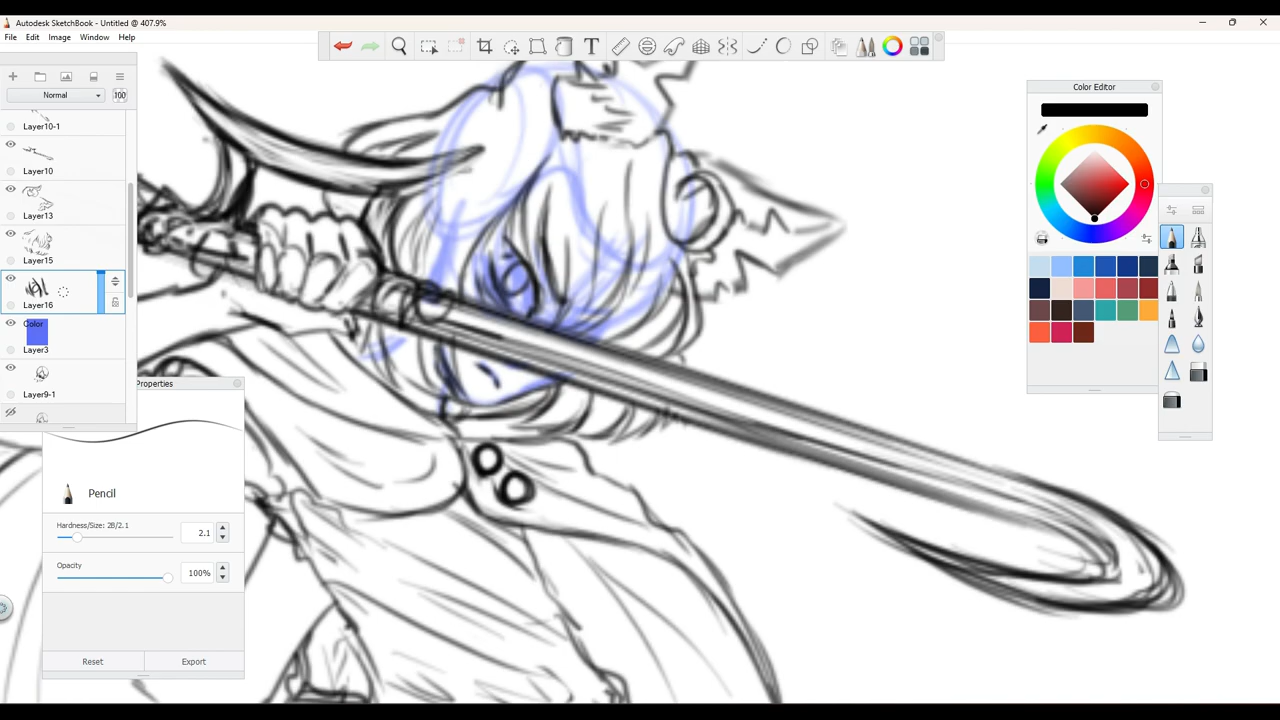 Autodesk SketchBook - Untitled @ 407.9%
File Edit Image Window Help
Normal 100
Layer10-1
Layer10
Layer13
Layer15
Layer16
Color
Layer3
Layer9-1
Properties
Pencil
Hardness/Size: 2B/2.1
2.1
Opacity
100%
Reset Export
T
Color Editor